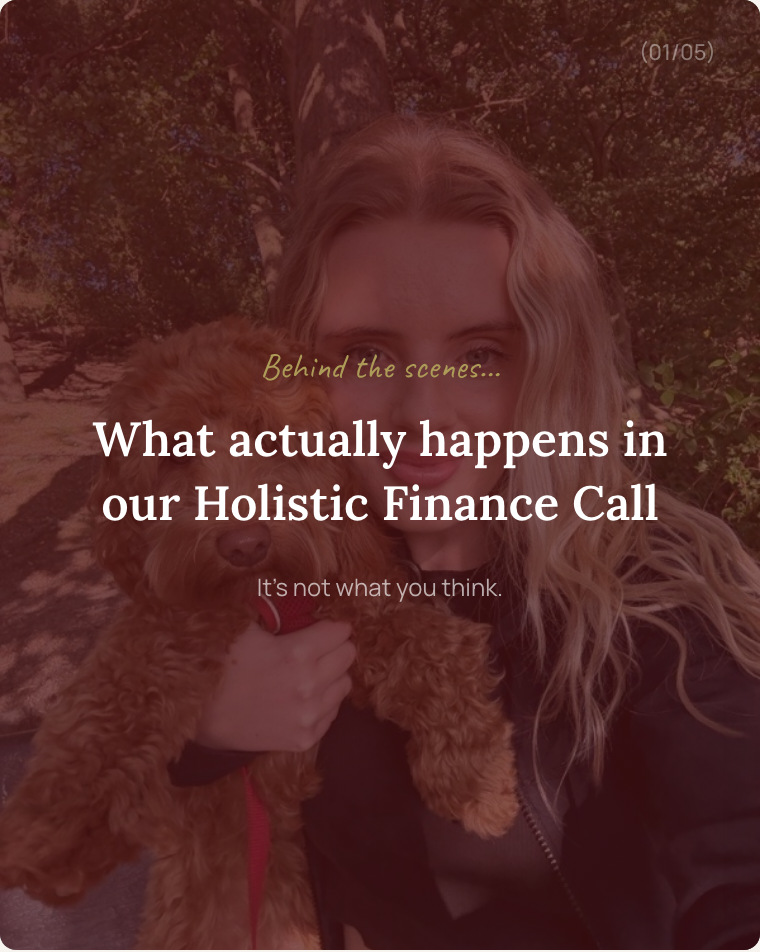 (01/05)
Behind the scenes...
What actually happens in
our Holistic Finance Call
It's not what you think.